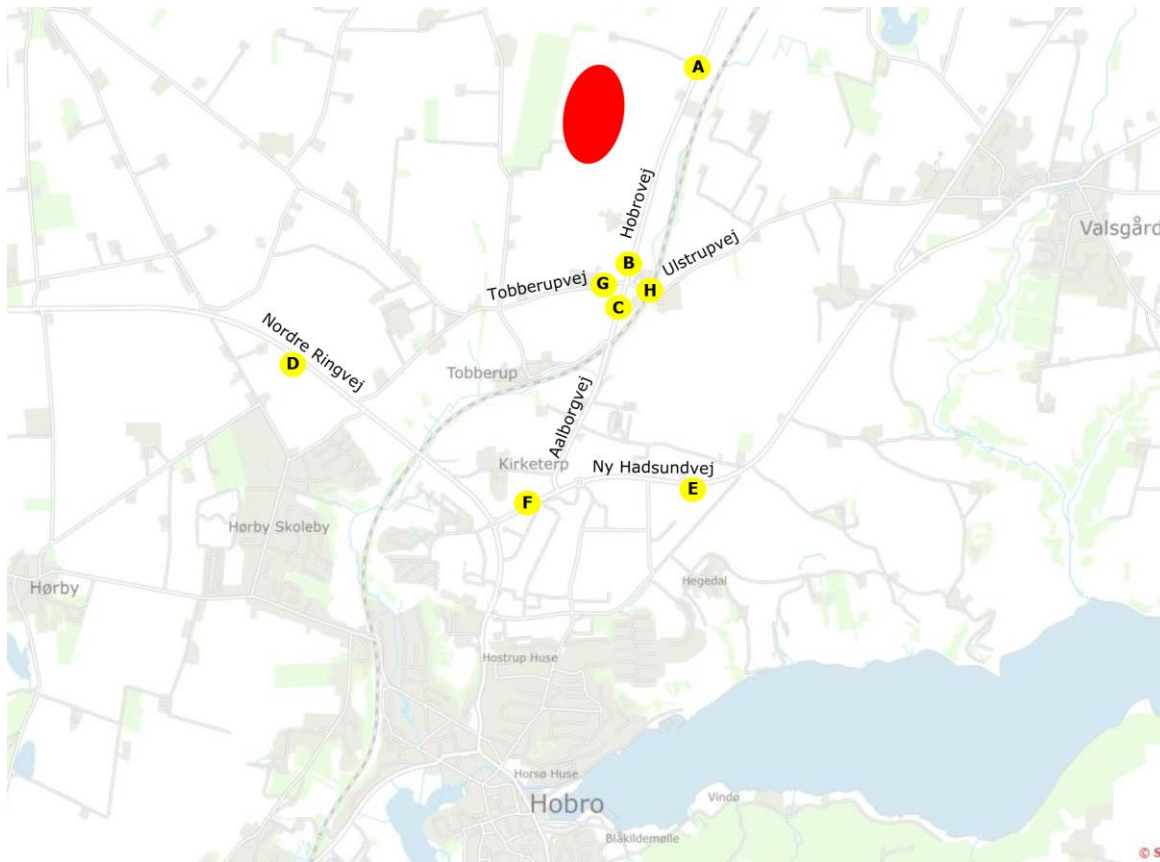 A
Hobrovej
Ulstrupvej
Valsgård
B
Tobberupvej
G
H
C
Nordre Ringvej
D
Tobberup
Aalborgvej
Kirketerp
Ny Hadsundvej
E
F
Hørby Skoleby
Hørby
Hegedal
Hostrup Huse
Horsø Huse
Hobro
Vindø
Blåkildemølle
© S